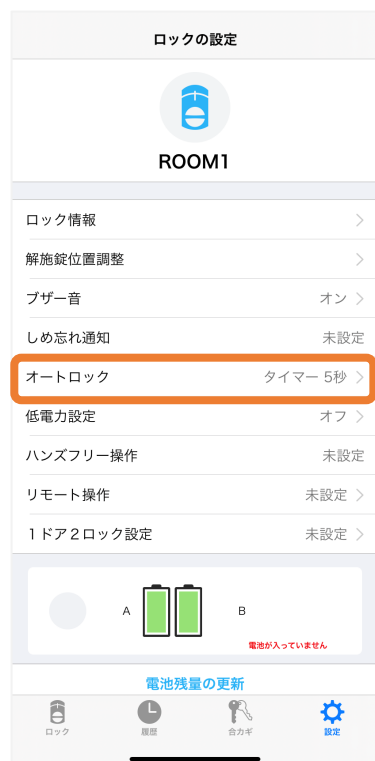 ロックの設定
ROOM1
ロック情報
解施錠位置調整
ブザー音 オン
しめ忘れ通知 未設定
オートロック タイマー 5秒
低電力設定 オフ
ハンズフリー操作 未設定
リモート操作 未設定
1ドア2ロック設定 未設定
A B
電池が入っていません
電池残量の更新
ロック 履歴 合カギ 設定